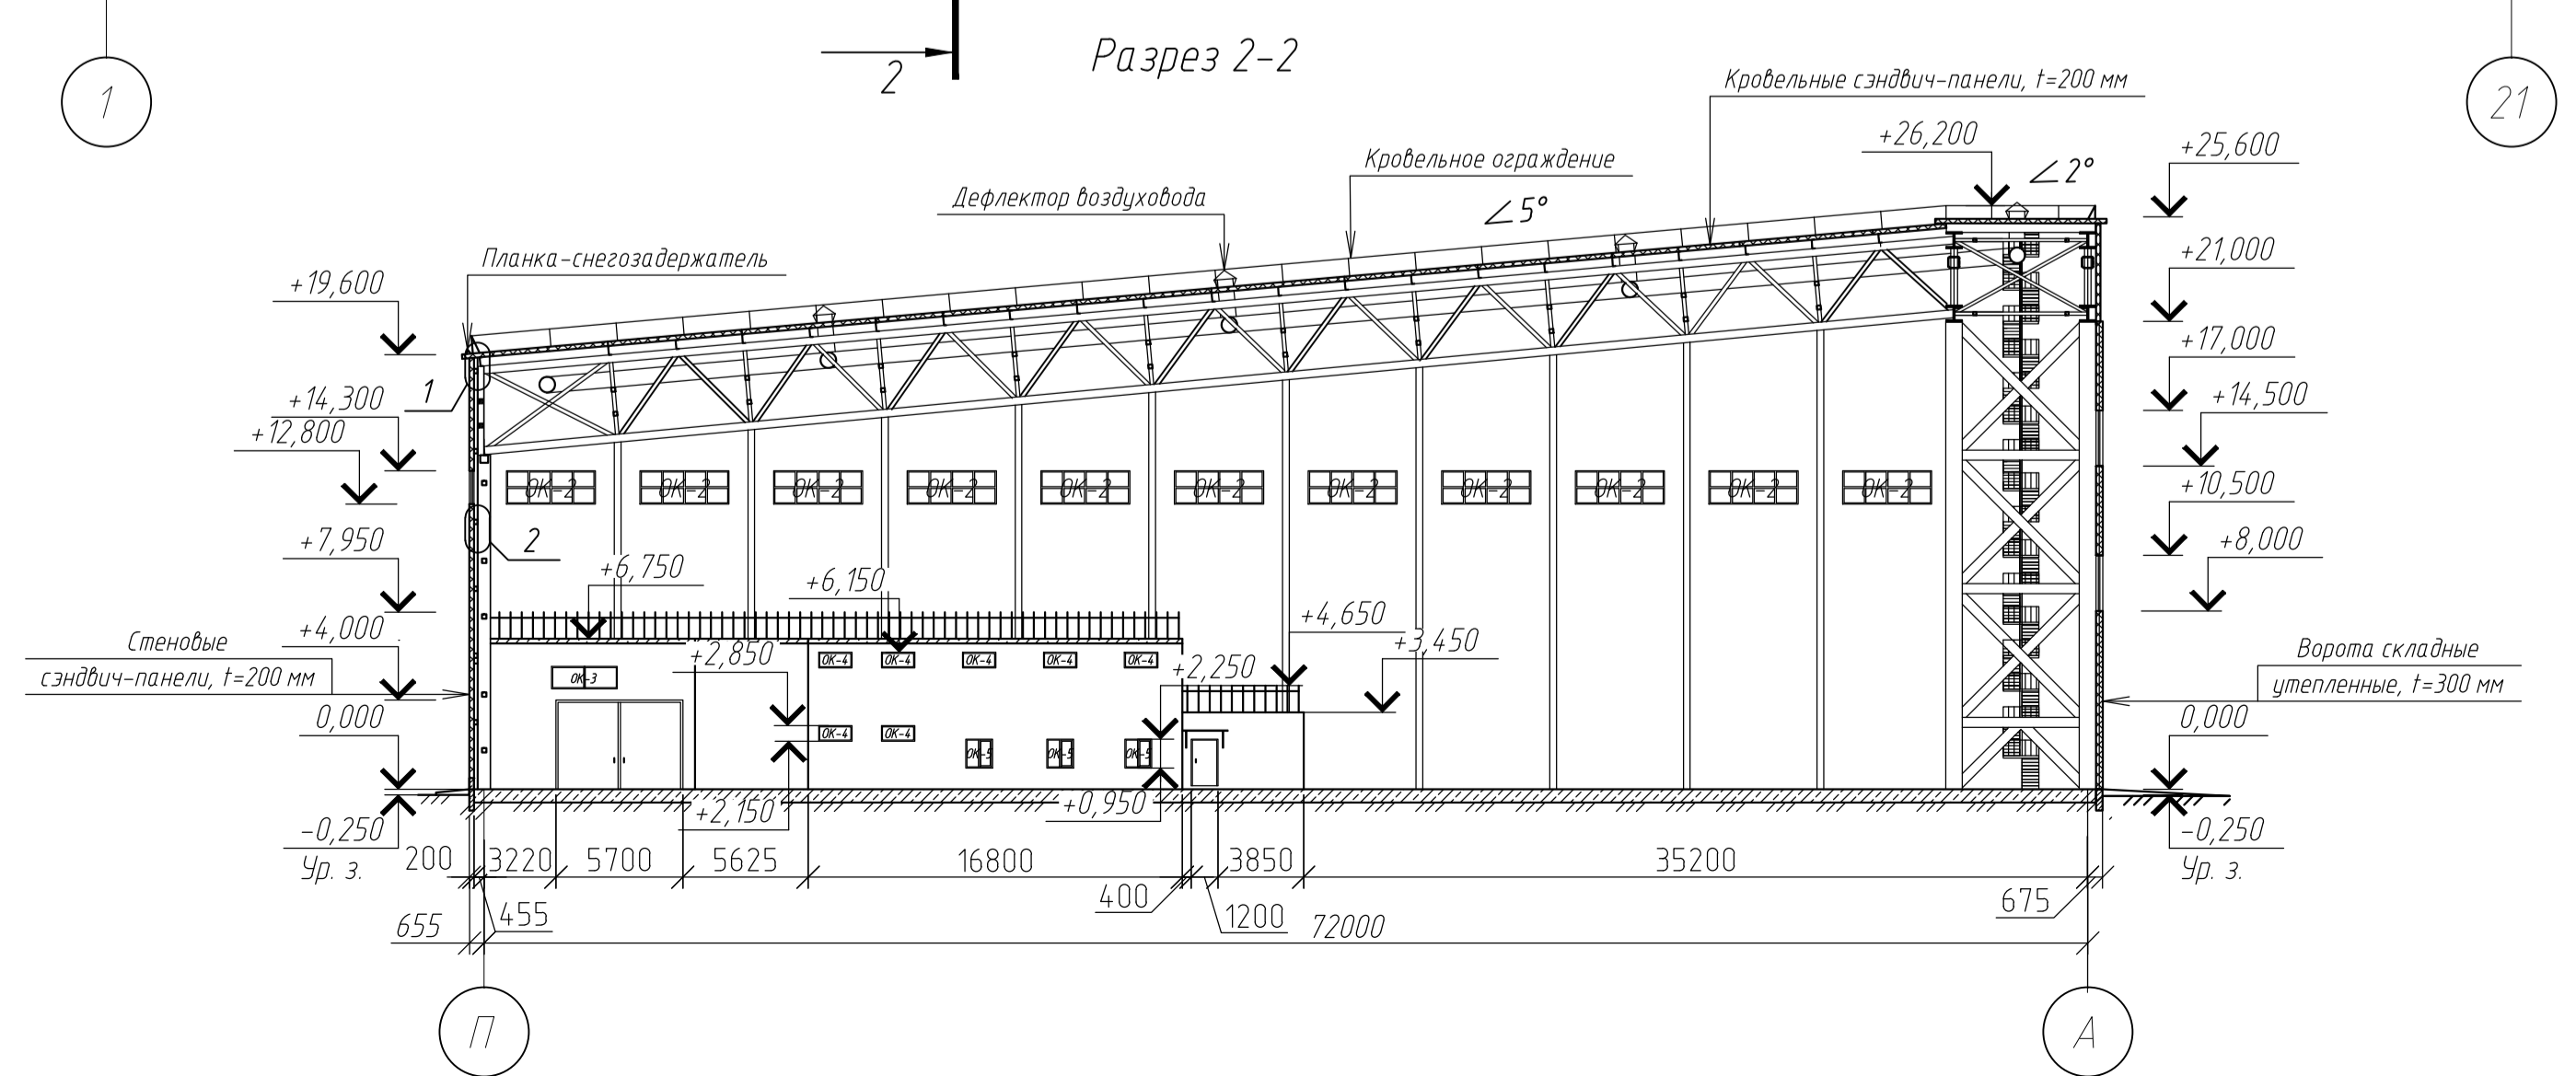 1
2
Разрез 2-2
21
Кровельные сэндвич-панели, t=200 мм
+26,200
∠2°
+25,600
Кровельное ограждение
Дефлектор воздуховода
∠5°
Планка-снегозадержатель
+19,600
+21,000
+17,000
1
+14,300
+14,500
+12,800
ОК-2 ОК-2 ОК-2 ОК-2 ОК-2 ОК-2 ОК-2 ОК-2 ОК-2 ОК-2 ОК-2
+10,500
2
+7,950
+8,000
+6,750
+6,150
+4,650
+4,000
+3,450
Стеновые
сэндвич-панели, t=200 мм
+2,850
ОК-4 ОК-4 ОК-4 ОК-4 ОК-4
+2,250
ОК-3
Ворота складные
утепленные, t=300 мм
0,000
0,000
ОК-4 ОК-4
ОК-5 ОК-5 ОК-5
+2,150
+0,950
-0,250
Ур. з.
-0,250
Ур. з.
200 3220 5700 5625 16800 3850 35200
400
675
655
455
1200
72000
П
А